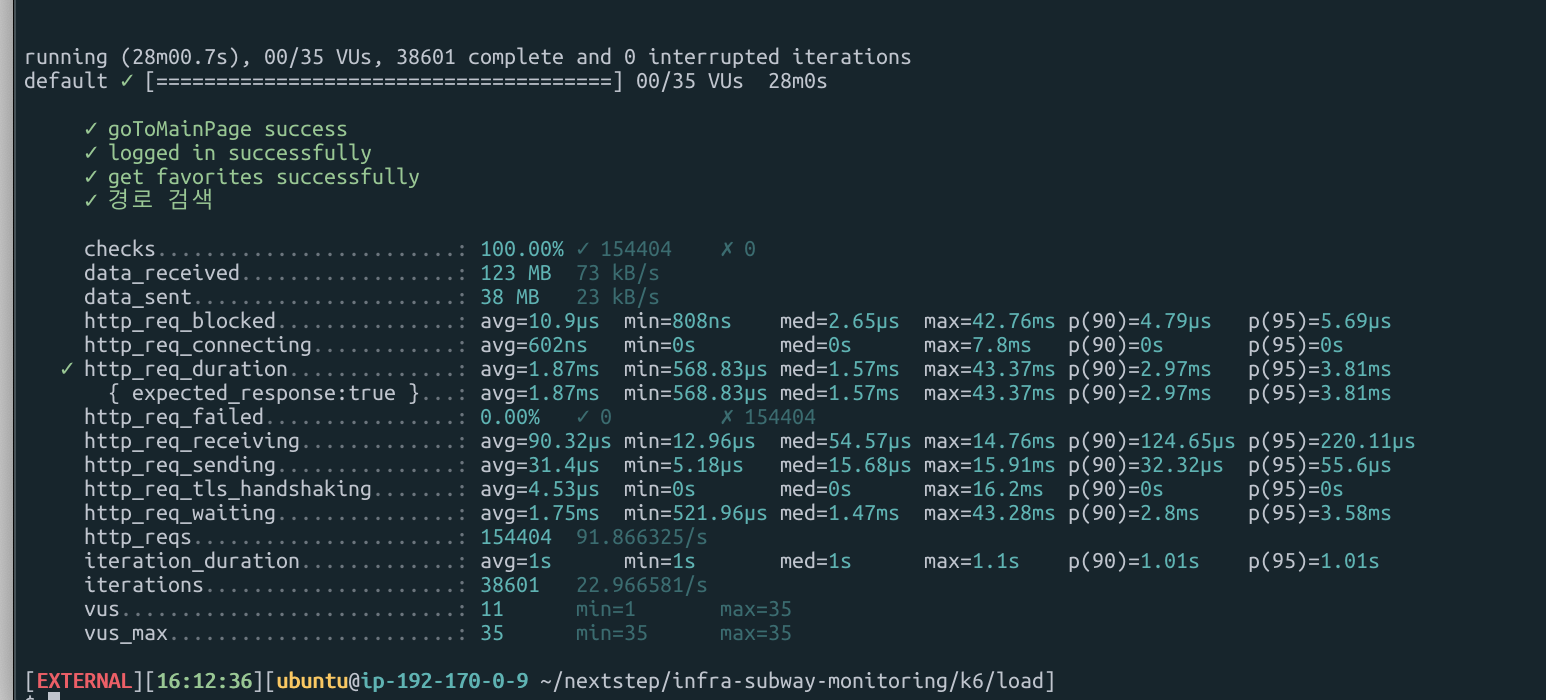 running (28m00.7s), 00/35 VUs, 38601 complete and 0 interrupted iterations
default ✓ [======================================] 00/35 VUs  28m0s
✓ goToMainPage success
✓ logged in successfully
✓ get favorites successfully
✓ 경로 검색
checks.........................: 100.00% ✓ 154404    ✗ 0
data_received..................: 123 MB  73 kB/s
data_sent......................: 38 MB   23 kB/s
http_req_blocked...............: avg=10.9µs  min=808ns    med=2.65µs  max=42.76ms p(90)=4.79µs   p(95)=5.69µs
http_req_connecting............: avg=602ns   min=0s       med=0s      max=7.8ms   p(90)=0s       p(95)=0s
✓ http_req_duration..............: avg=1.87ms  min=568.83µs med=1.57ms  max=43.37ms p(90)=2.97ms   p(95)=3.81ms
{ expected_response:true }...: avg=1.87ms  min=568.83µs med=1.57ms  max=43.37ms p(90)=2.97ms   p(95)=3.81ms
http_req_failed................: 0.00%   ✓ 0         ✗ 154404
http_req_receiving.............: avg=90.32µs min=12.96µs  med=54.57µs max=14.76ms p(90)=124.65µs p(95)=220.11µs
http_req_sending...............: avg=31.4µs  min=5.18µs   med=15.68µs max=15.91ms p(90)=32.32µs  p(95)=55.6µs
http_req_tls_handshaking.......: avg=4.53µs  min=0s       med=0s      max=16.2ms  p(90)=0s       p(95)=0s
http_req_waiting...............: avg=1.75ms  min=521.96µs med=1.47ms  max=43.28ms p(90)=2.8ms    p(95)=3.58ms
http_reqs......................: 154404  91.866325/s
iteration_duration.............: avg=1s      min=1s       med=1s      max=1.1s    p(90)=1.01s    p(95)=1.01s
iterations.....................: 38601   22.966581/s
vus............................: 11      min=1       max=35
vus_max........................: 35      min=35      max=35
[EXTERNAL][16:12:36][ubuntu@ip-192-170-0-9 ~/nextstep/infra-subway-monitoring/k6/load]